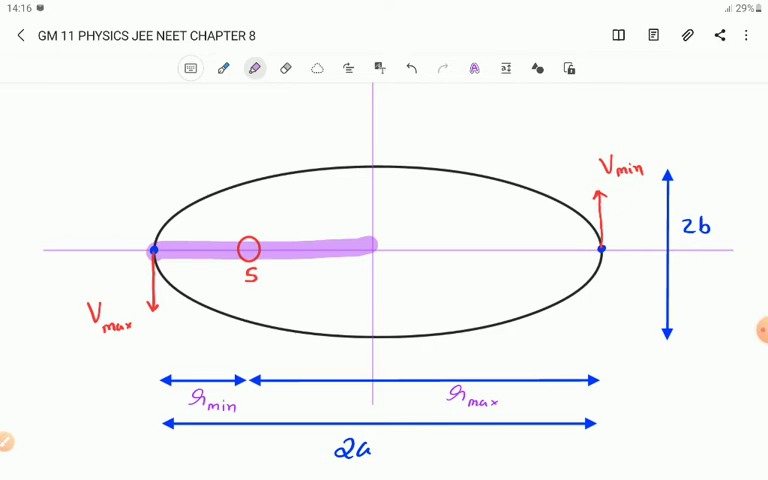 14:16
29%
GM 11 PHYSICS JEE NEET CHAPTER 8
Vmin
2b
S
Vmax
rmin
rmax
2a